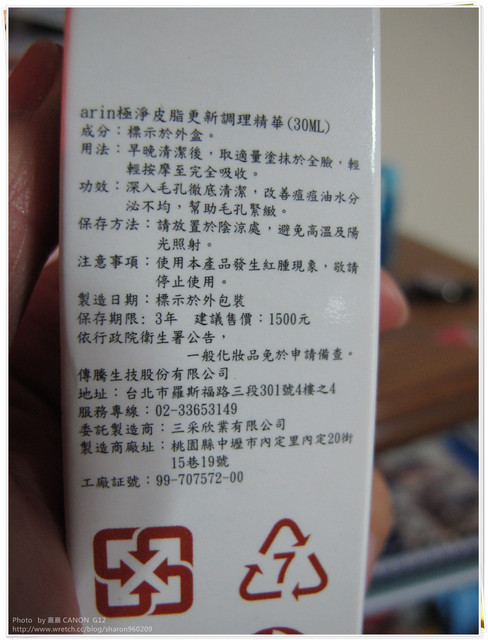 arin極淨皮脂更新調理精華(30ML)
成分：標示於外盒。
用法：早晚清潔後，取適量塗抹於全臉，輕
輕按摩至完全吸收。
功效：深入毛孔徹底清潔，改善痘痘油水分
泌不均，幫助毛孔緊緻。
保存方法：請放置於陰涼處，避免高溫及陽
光照射。
注意事項：使用本產品發生紅腫現象，敬請
停止使用。
製造日期：標示於外包裝
保存期限：3年 建議售價：1500元
依行政院衛生署公告，
一般化妝品免於申請備查。
傳騰生技股份有限公司
地址：台北市羅斯福路三段301號4樓之4
服務專線：02-33653149
委託製造商：三采欣業有限公司
製造商廠址：桃園縣中壢市內定里內定20街
15巷19號
工廠証號：99-707572-00
7
Photo by 嘉嘉 CANON G12
http://www.wretch.cc/blog/sharon960209